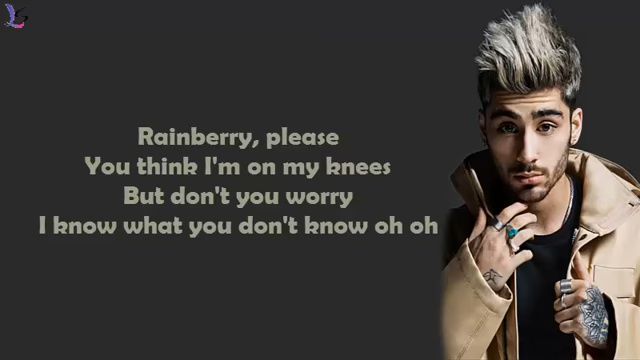 Rainberry, please
You think I'm on my knees
But don't you worry
I know what you don't know oh oh